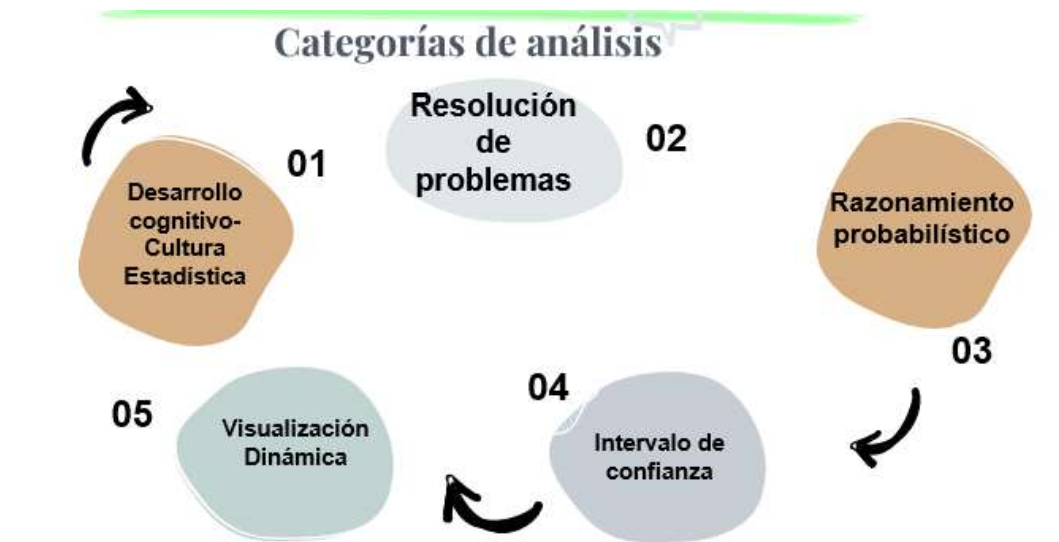 Categorías de análisis
01
Desarrollo
cognitivo-
Cultura
Estadística
Resolución
de
problemas
02
Razonamiento
probabilístico
03
04
Intervalo de
confianza
05
Visualización
Dinámica